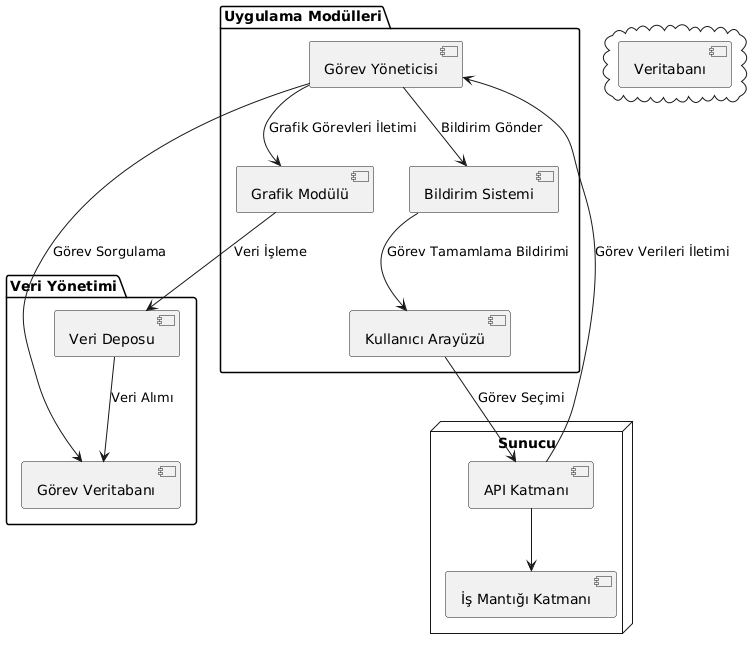 Uygulama Modülleri
Görev Yöneticisi
Veritabanı
Grafik Görevleri İletimi
Bildirim Gönder
Grafik Modülü
Bildirim Sistemi
Görev Sorgulama
Veri İşleme
Görev Tamamlama Bildirimi
Görev Verileri İletimi
Veri Yönetimi
Veri Deposu
Kullanıcı Arayüzü
Veri Alımı
Görev Seçimi
Sunucu
Görev Veritabanı
API Katmanı
İş Mantığı Katmanı